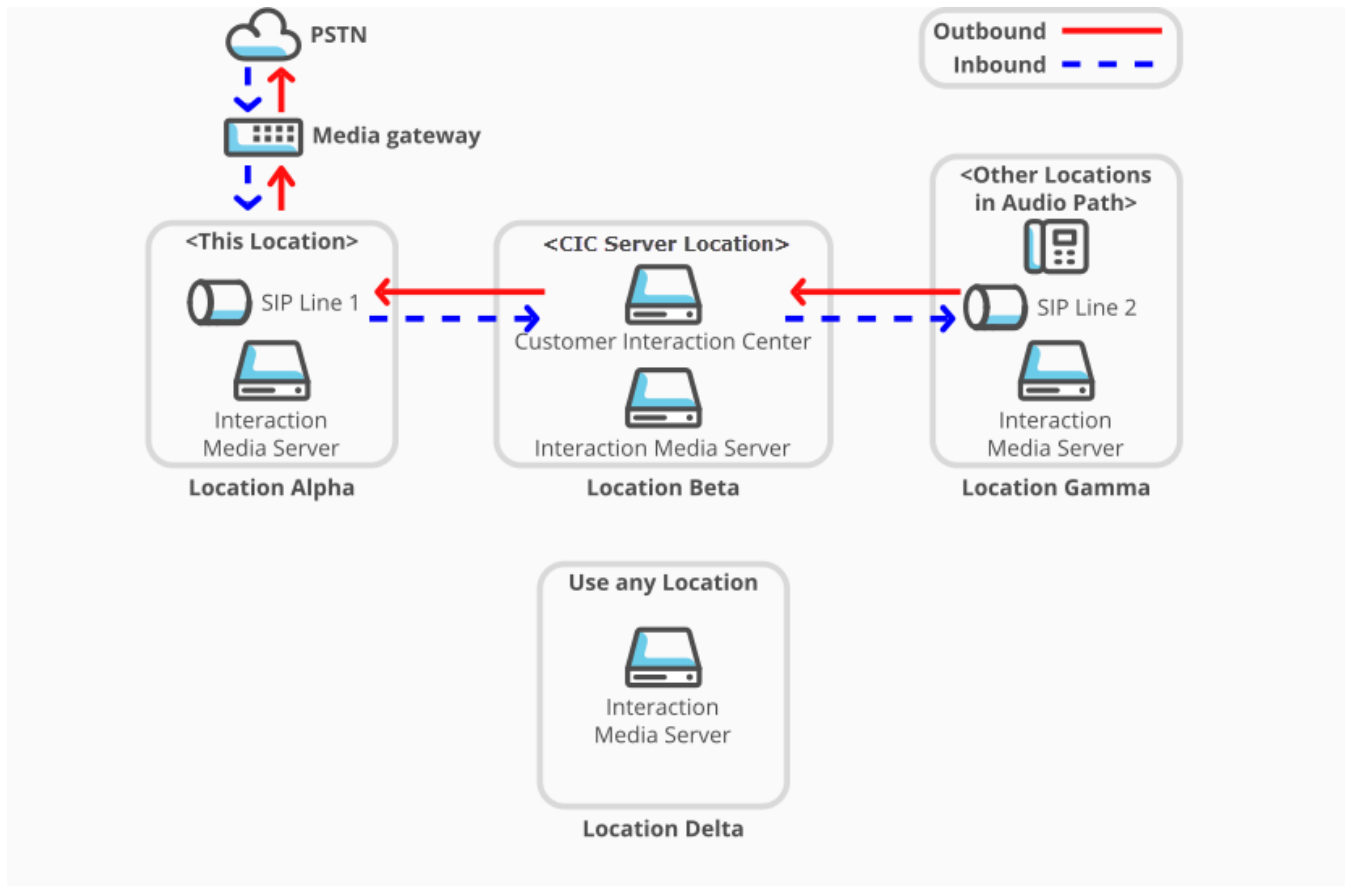 PSTN
Outbound
Inbound
Media gateway
<This Location>
SIP Line 1
Interaction
Media Server
Location Alpha
<CIC Server Location>
Customer Interaction Center
Interaction Media Server
Location Beta
<Other Locations
in Audio Path>
SIP Line 2
Interaction
Media Server
Location Gamma
Use any Location
Interaction
Media Server
Location Delta